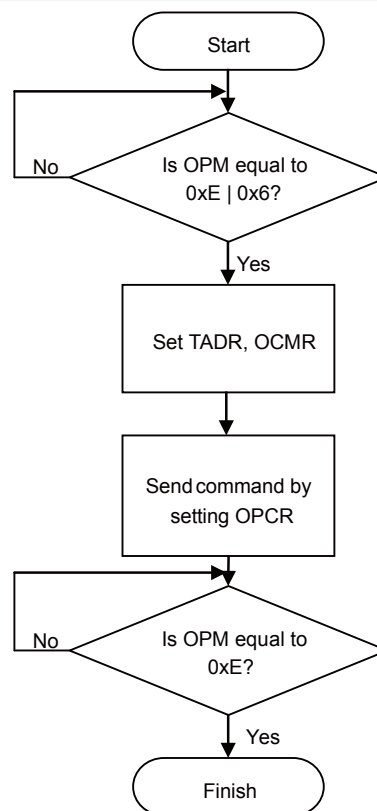 Start
Is OPM equal to
0xE | 0x6?
No
Yes
Set TADR, OCMR
Send command by
setting OPCR
Is OPM equal to
0xE?
No
Yes
Finish